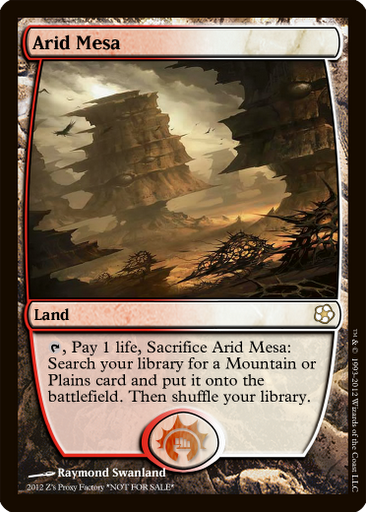 Arid Mesa
Land
, Pay 1 life, Sacrifice Arid Mesa:
Search your library for a Mountain or
Plains card and put it onto the
battlefield. Then shuffle your library.
Raymond Swanland
2012 Z's Proxy Factory *NOT FOR SALE*
™ & © 1993-2012 Wizards of the Coast LLC